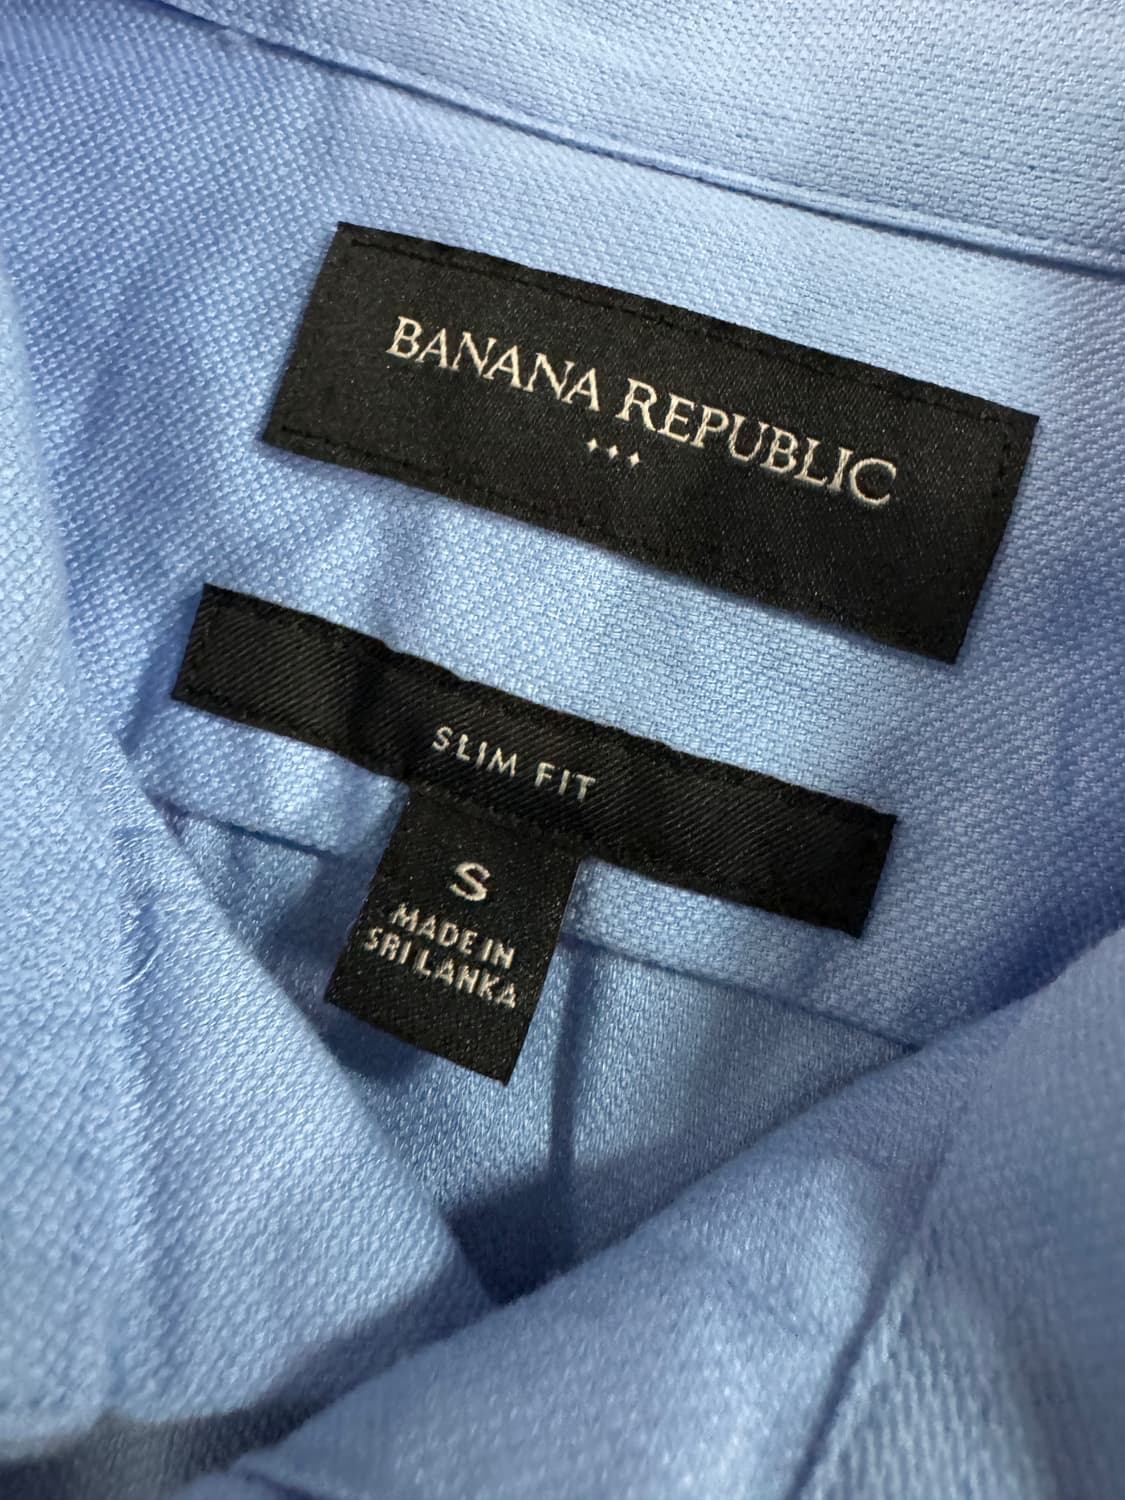 BANANA REPUBLIC
SLIM FIT
S
MADE IN
SRI LANKA